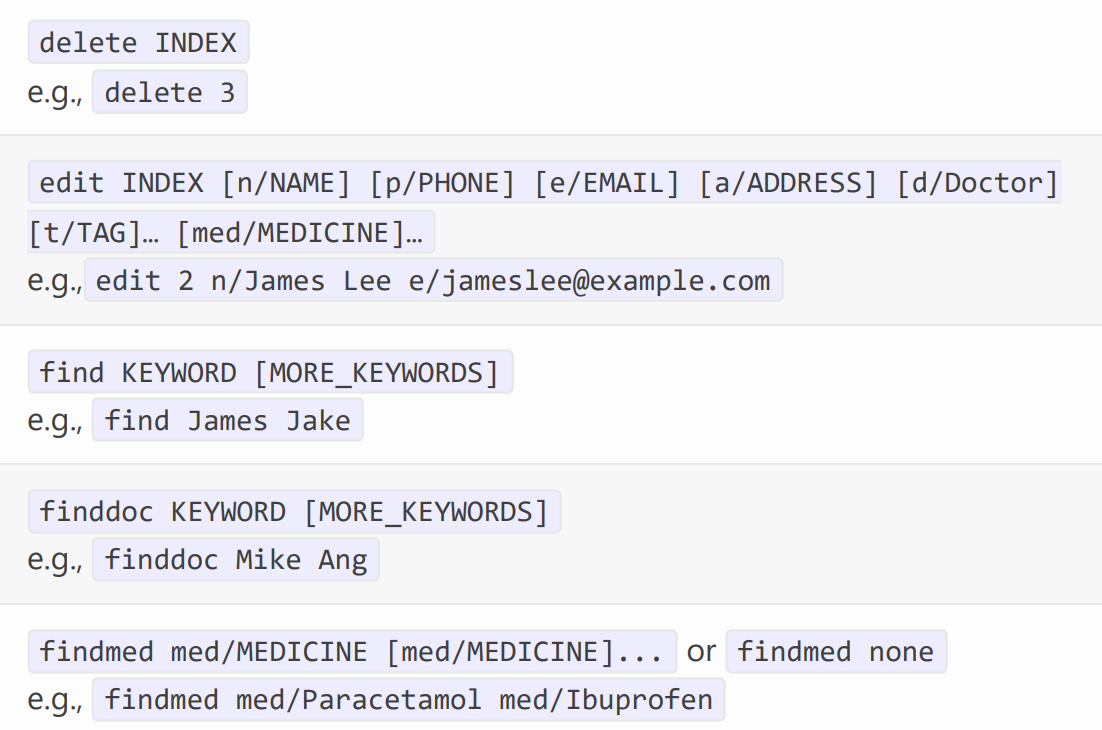 delete INDEX
e.g., delete 3
edit INDEX [n/NAME] [p/PHONE] [e/EMAIL] [a/ADDRESS] [d/Doctor]
[t/TAG]… [med/MEDICINE]…
e.g., edit 2 n/James Lee e/jameslee@example.com
find KEYWORD [MORE_KEYWORDS]
e.g., find James Jake
finddoc KEYWORD [MORE_KEYWORDS]
e.g., finddoc Mike Ang
findmed med/MEDICINE [med/MEDICINE]... or findmed none
e.g., findmed med/Paracetamol med/Ibuprofen